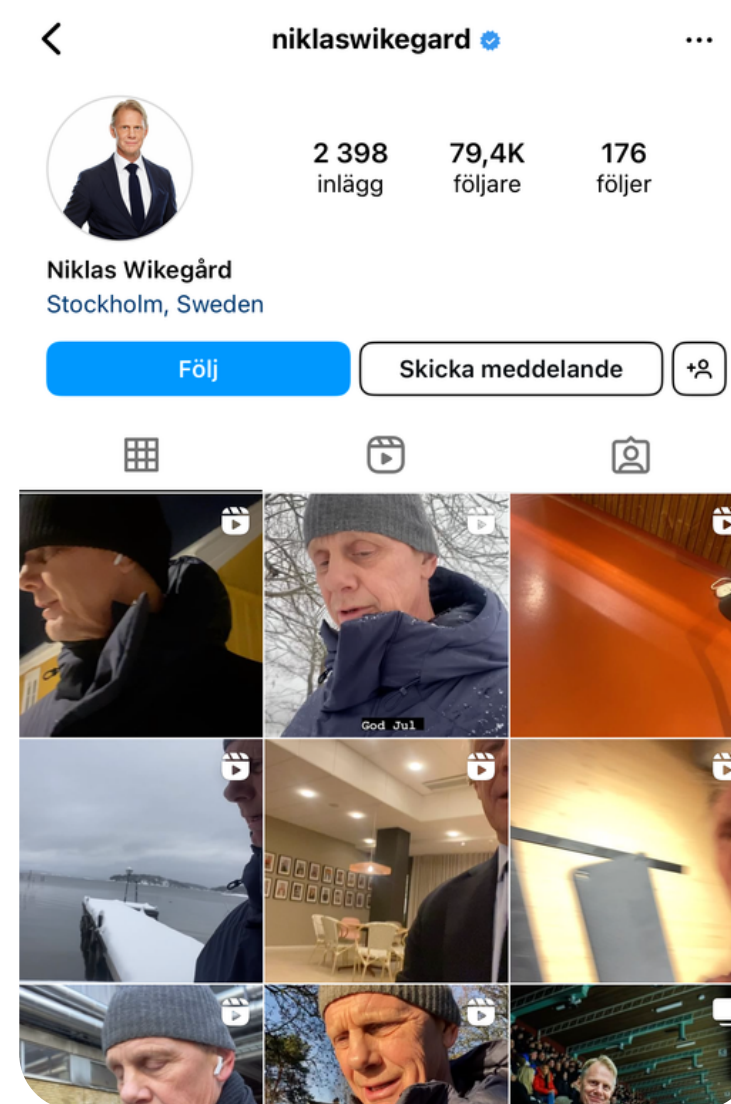 niklaswikegard
2 398 79,4K 176
inlägg följare följer
Niklas Wikegård
Stockholm, Sweden
Följ Skicka meddelande
God Jul